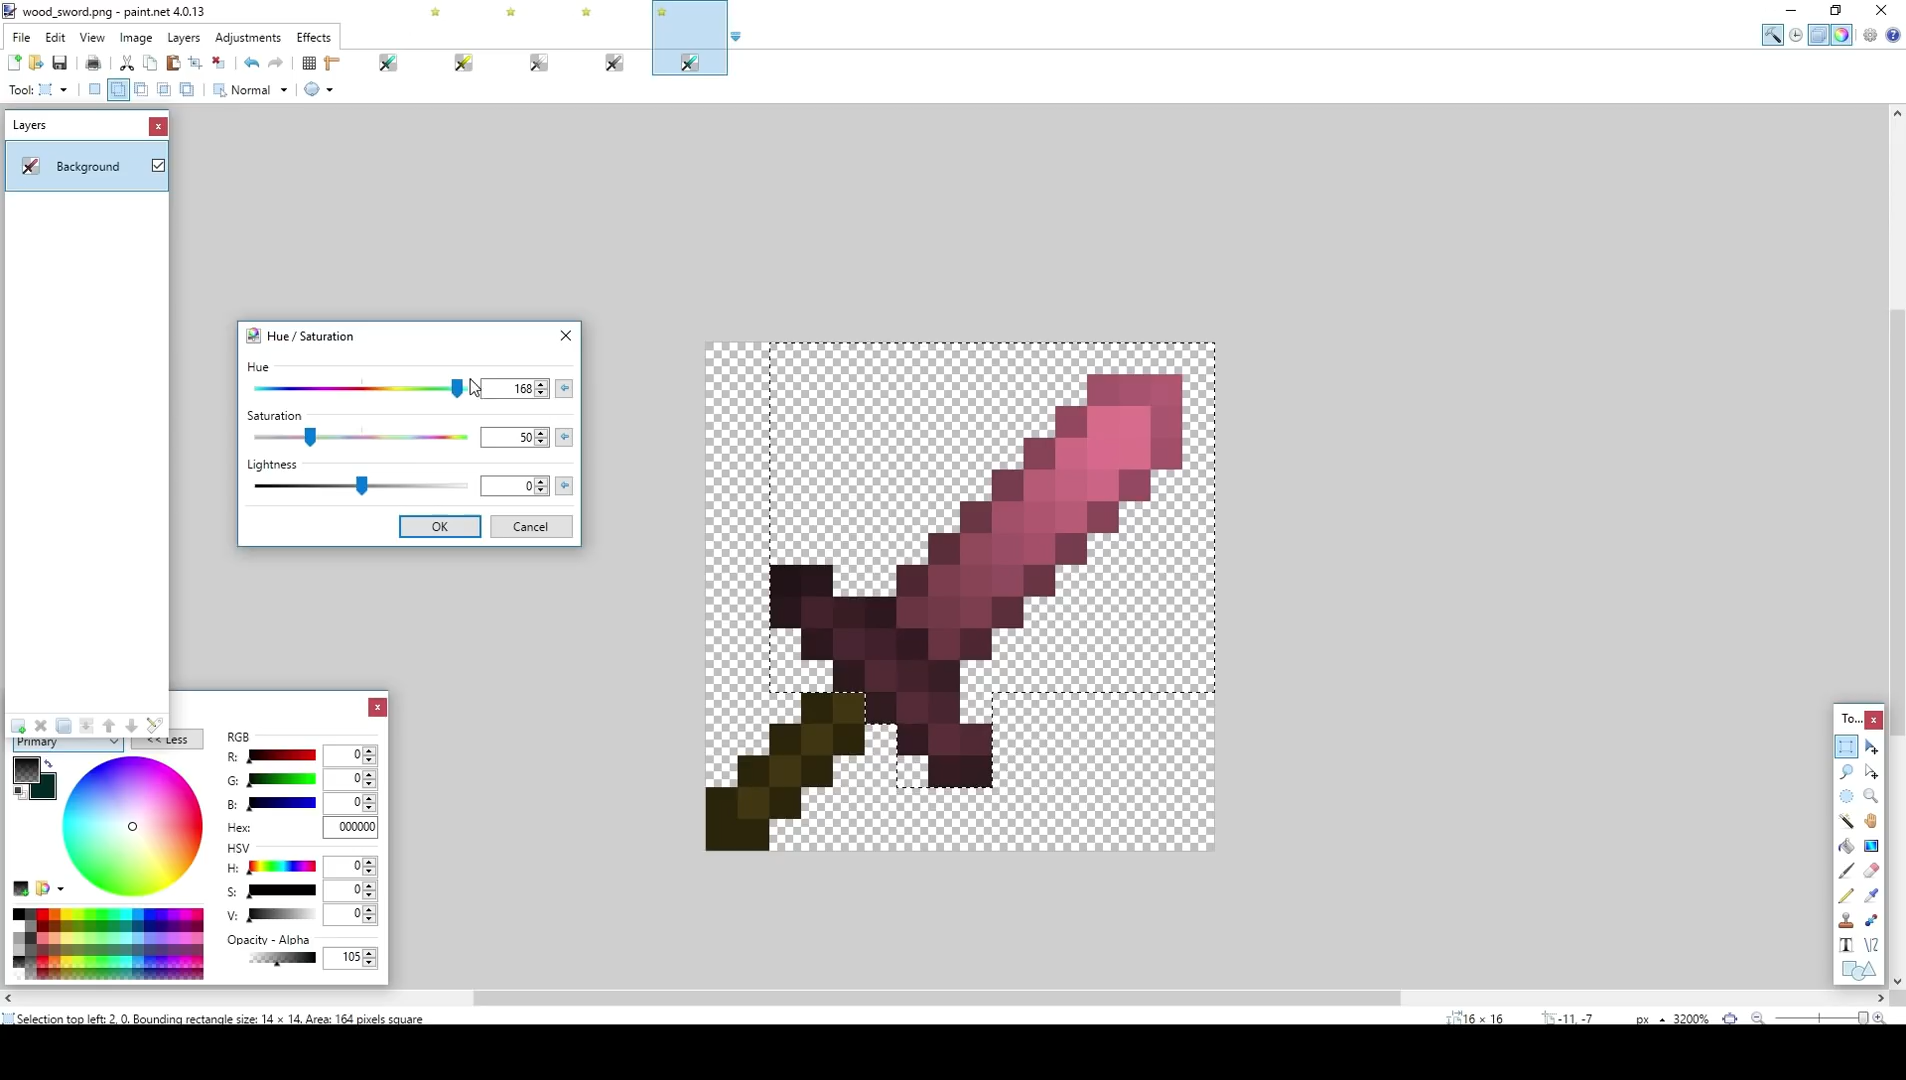 wood_sword.png - paint.net 4.0.13
File Edit View Image Layers Adjustments Effects
Tool: Normal
Layers
Background
Hue / Saturation
Hue
168
Saturation
50
Lightness
0
OK Cancel
Primary << Less
RGB
R: 0
G: 0
B: 0
Hex: 000000
HSV
H: 0
S: 0
V: 0
Opacity - Alpha
105
To...
Selection top left: 2, 0. Bounding rectangle size: 14 × 14. Area: 164 pixels square
16 × 16 -11, -7 px 3200%